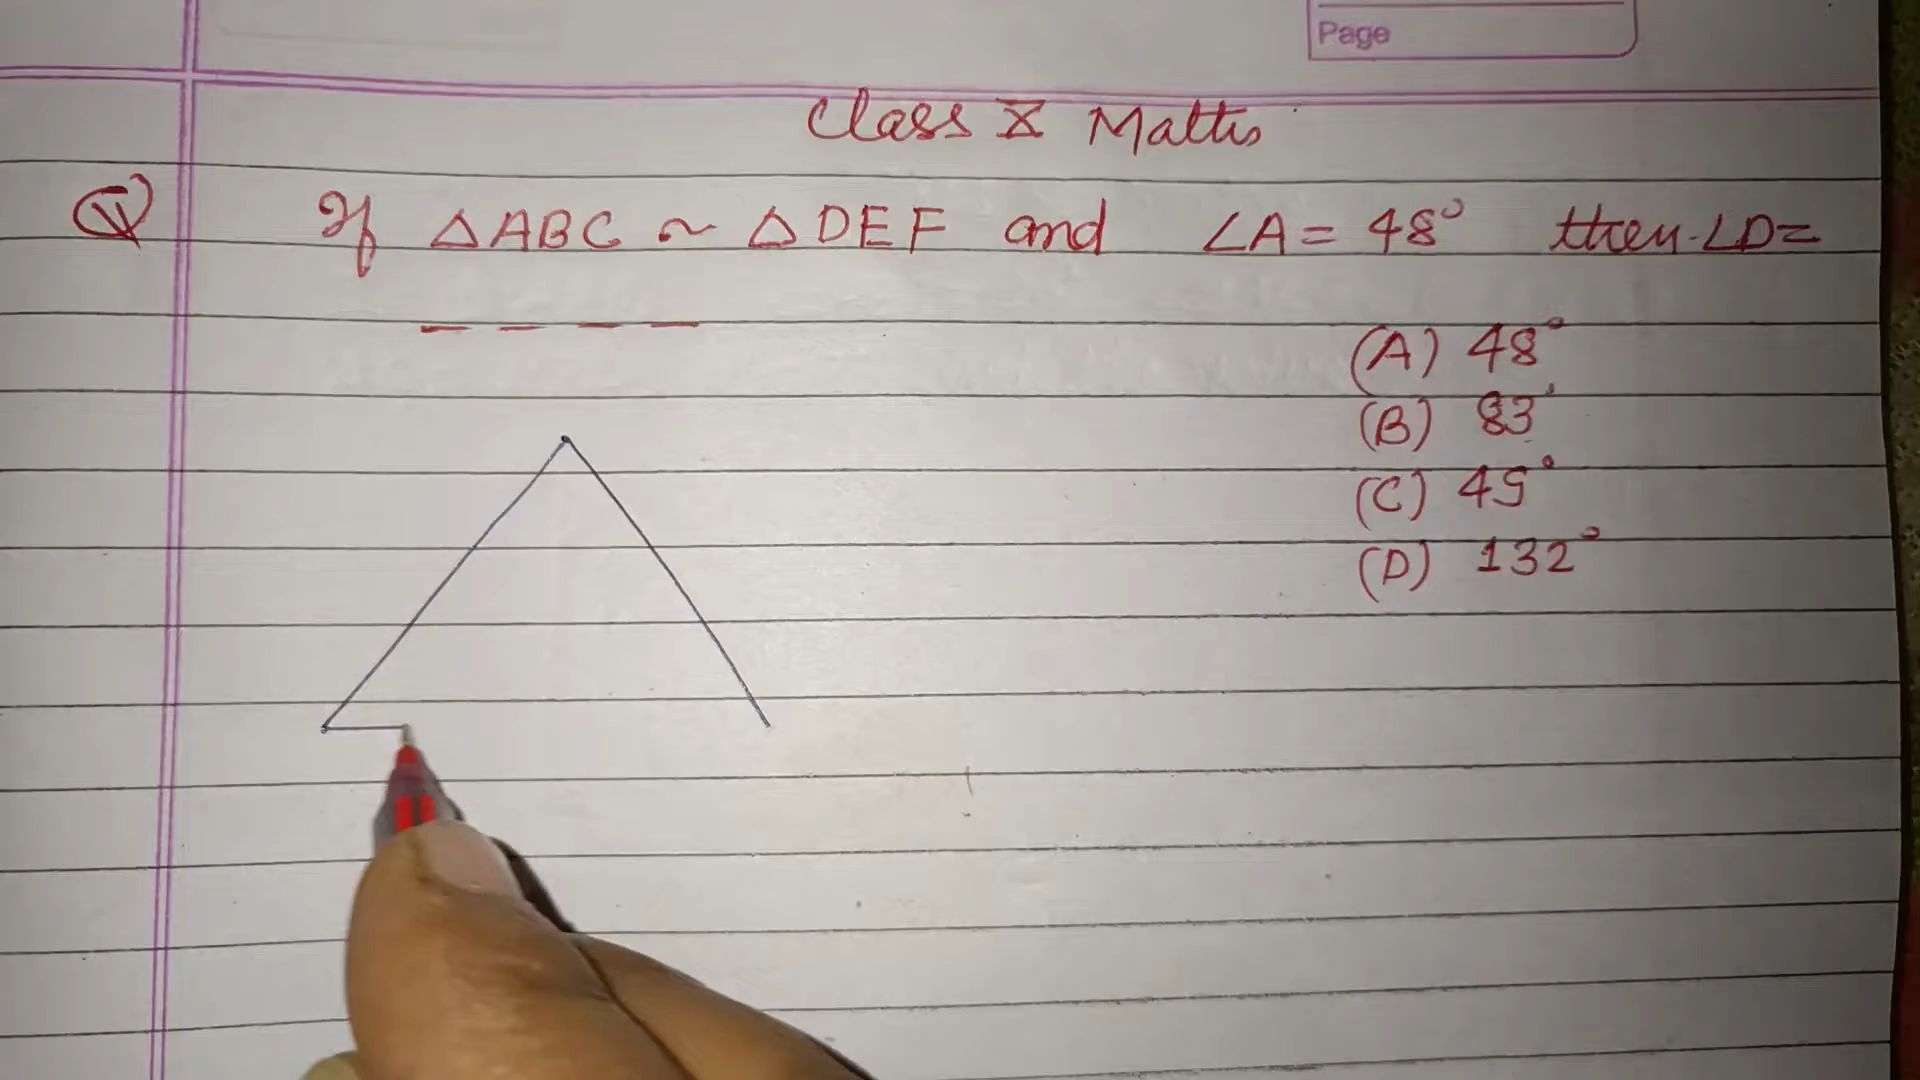 Page
Class X Maths
Q If △ABC ~ △DEF and ∠A = 48° then ∠D =
_ _ _ _
(A) 48°
(B) 83°
(C) 45°
(D) 132°